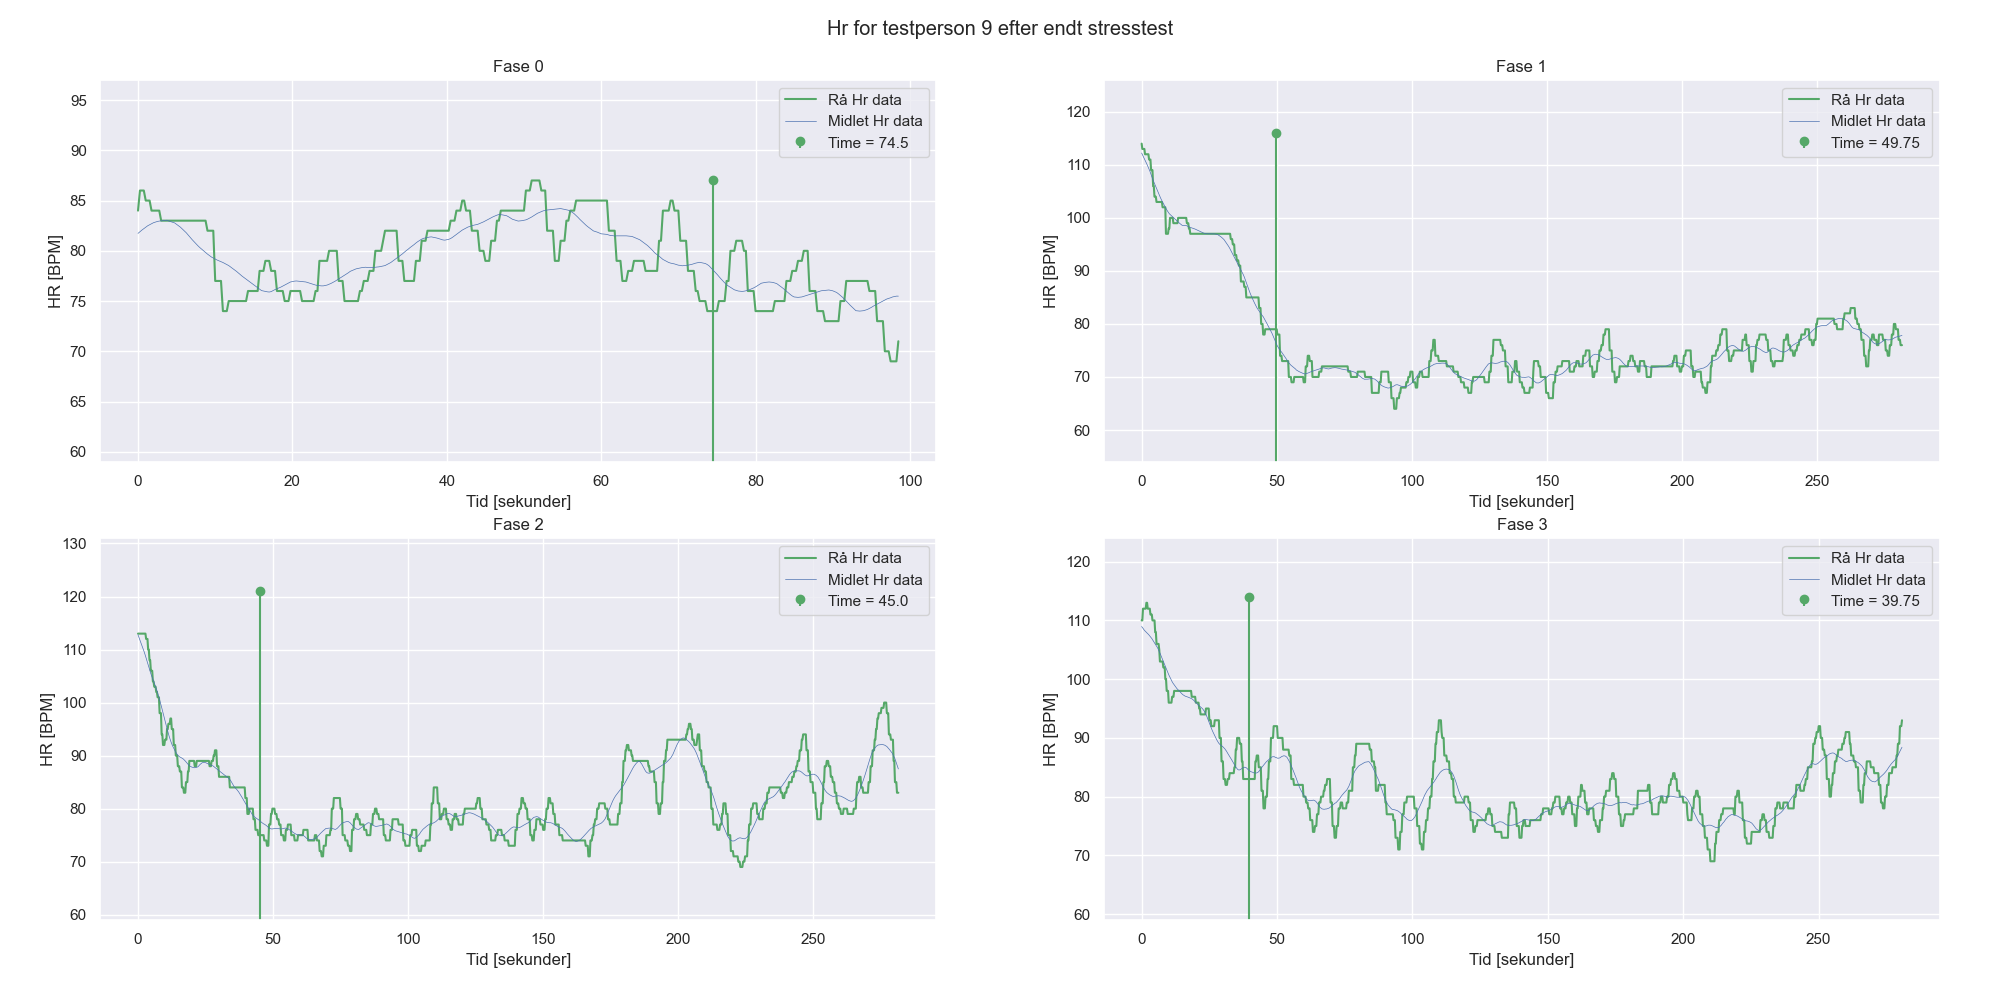 Hr for testperson 9 efter endt stresstest
Fase 0
95
90
85
80
75
70
65
60
HR [BPM]
0 20 40 60 80 100
Tid [sekunder]
Rå Hr data
Midlet Hr data
Time = 74.5
Fase 1
120
110
100
90
80
70
60
HR [BPM]
0 50 100 150 200 250
Tid [sekunder]
Rå Hr data
Midlet Hr data
Time = 49.75
Fase 2
130
120
110
100
90
80
70
60
HR [BPM]
0 50 100 150 200 250
Tid [sekunder]
Rå Hr data
Midlet Hr data
Time = 45.0
Fase 3
120
110
100
90
80
70
60
HR [BPM]
0 50 100 150 200 250
Tid [sekunder]
Rå Hr data
Midlet Hr data
Time = 39.75